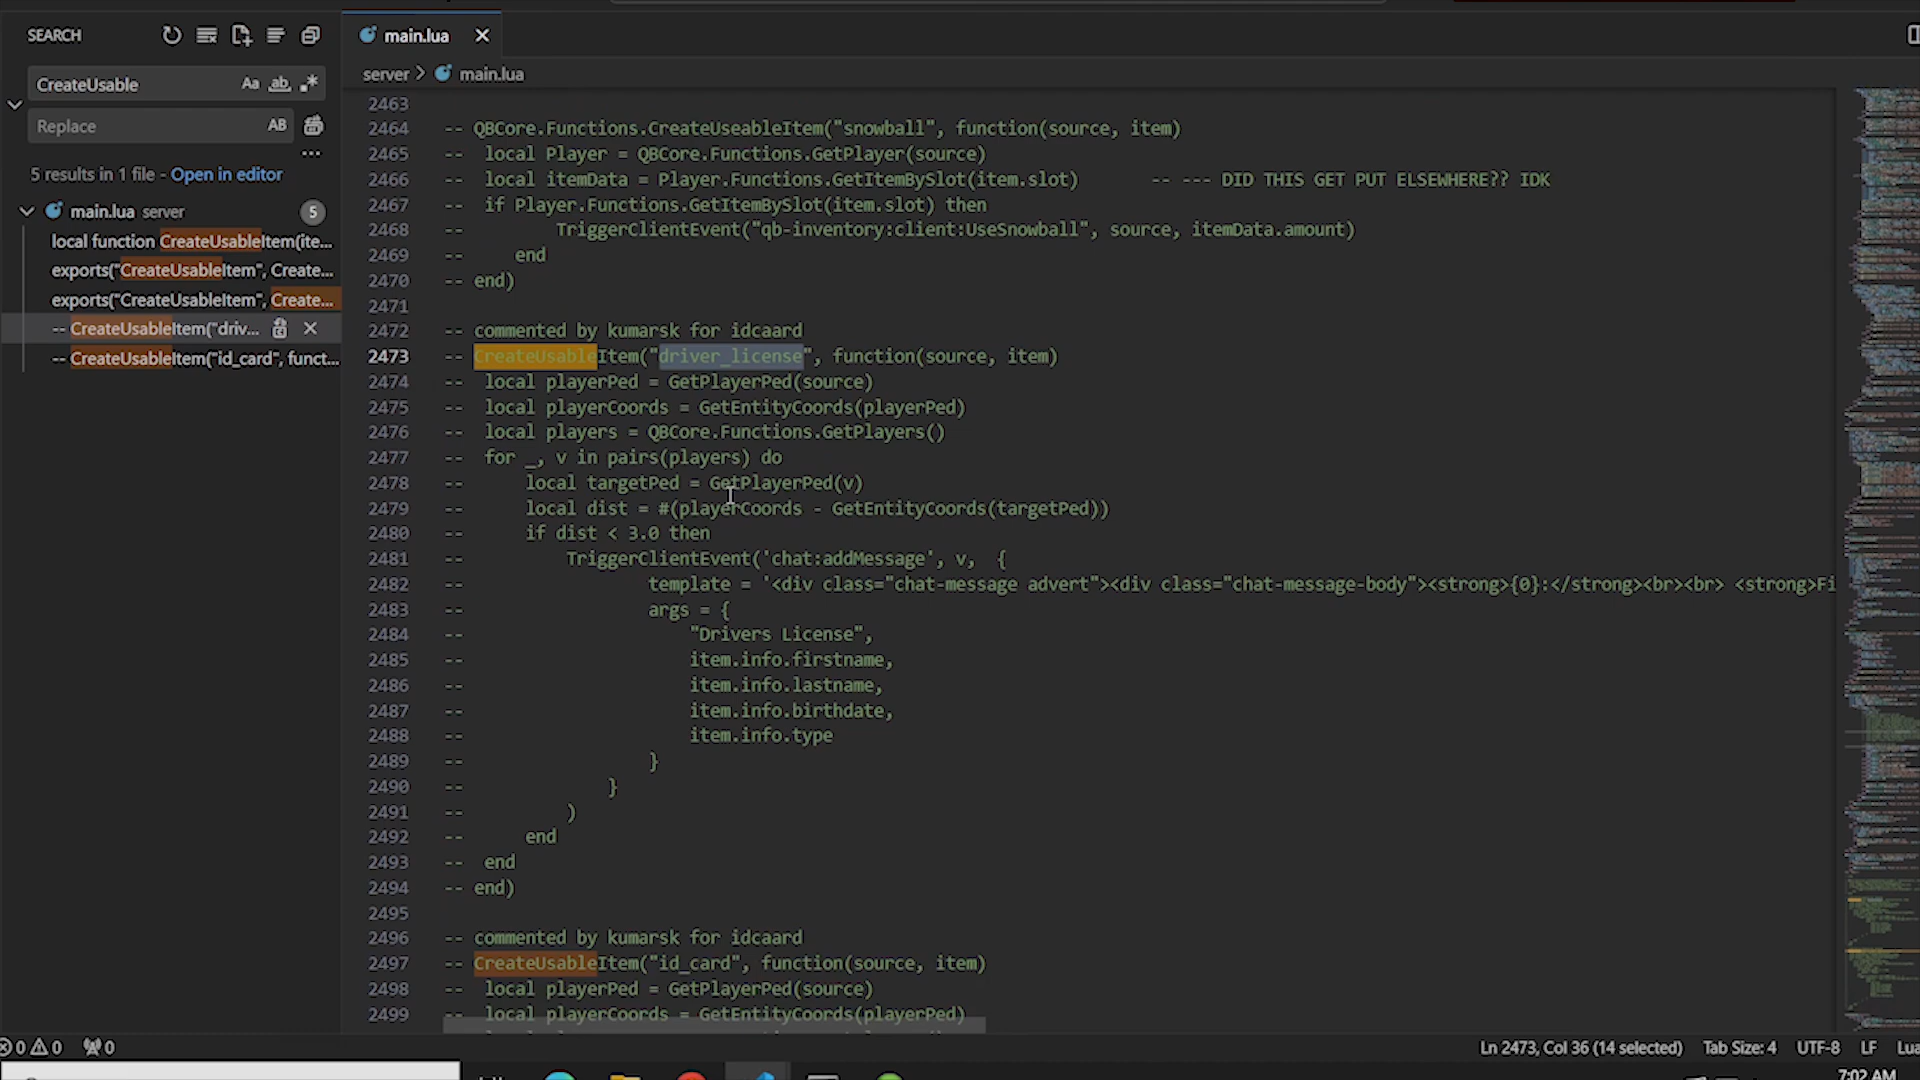 SEARCH
CreateUsable
Aa ab
Replace
AB
5 results in 1 file - Open in editor
main.lua server 5
local function CreateUsableItem(ite...
exports("CreateUsableItem", Create...
exports("CreateUsableItem", Create...
-- CreateUsableItem("driv...
-- CreateUsableItem("id_card", funct...
main.lua
server > main.lua
2463
2464 -- QBCore.Functions.CreateUseableItem("snowball", function(source, item)
2465 -- local Player = QBCore.Functions.GetPlayer(source)
2466 -- local itemData = Player.Functions.GetItemBySlot(item.slot) -- --- DID THIS GET PUT ELSEWHERE?? IDK
2467 -- if Player.Functions.GetItemBySlot(item.slot) then
2468 -- TriggerClientEvent("qb-inventory:client:UseSnowball", source, itemData.amount)
2469 -- end
2470 -- end)
2471
2472 -- commented by kumarsk for idcaard
2473 -- CreateUsableItem("driver_license", function(source, item)
2474 -- local playerPed = GetPlayerPed(source)
2475 -- local playerCoords = GetEntityCoords(playerPed)
2476 -- local players = QBCore.Functions.GetPlayers()
2477 -- for _, v in pairs(players) do
2478 -- local targetPed = GetPlayerPed(v)
2479 -- local dist = #(playerCoords - GetEntityCoords(targetPed))
2480 -- if dist < 3.0 then
2481 -- TriggerClientEvent('chat:addMessage', v, {
2482 -- template = '<div class="chat-message advert"><div class="chat-message-body"><strong>{0}:</strong><br><br> <strong>Fi
2483 -- args = {
2484 -- "Drivers License",
2485 -- item.info.firstname,
2486 -- item.info.lastname,
2487 -- item.info.birthdate,
2488 -- item.info.type
2489 -- }
2490 -- }
2491 -- )
2492 -- end
2493 -- end
2494 -- end)
2495
2496 -- commented by kumarsk for idcaard
2497 -- CreateUsableItem("id_card", function(source, item)
2498 -- local playerPed = GetPlayerPed(source)
2499 -- local playerCoords = GetEntityCoords(playerPed)
0 0 0
Ln 2473, Col 36 (14 selected) Tab Size: 4 UTF-8 LF Lua
7:02 AM